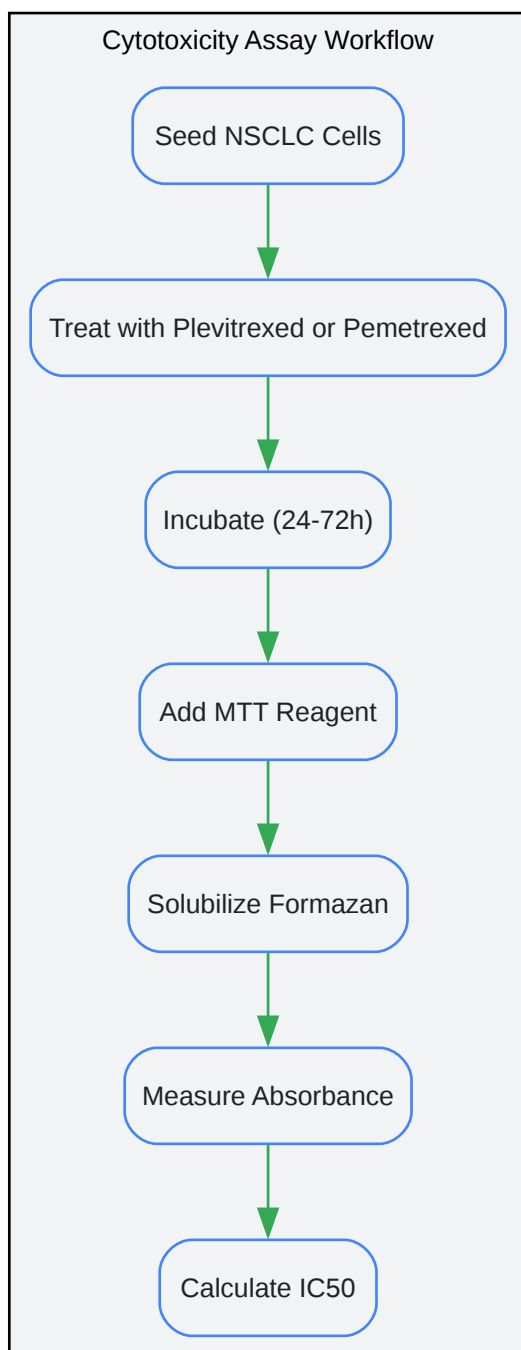 Cytotoxicity Assay Workflow
Seed NSCLC Cells
Treat with Plevitrexed or Pemetrexed
Incubate (24-72h)
Add MTT Reagent
Solubilize Formazan
Measure Absorbance
Calculate IC50